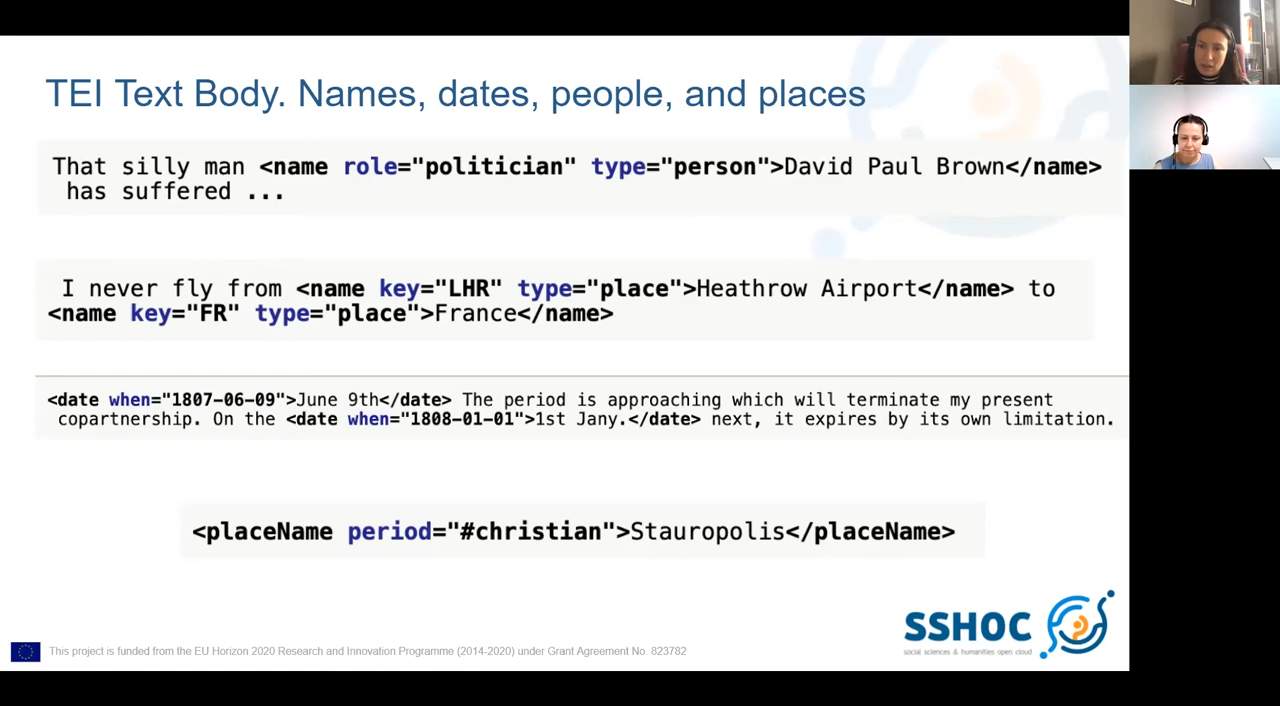 TEI Text Body. Names, dates, people, and places
That silly man <name role="politician" type="person">David Paul Brown</name>
has suffered ...
I never fly from <name key="LHR" type="place">Heathrow Airport</name> to
<name key="FR" type="place">France</name>
<date when="1807-06-09">June 9th</date> The period is approaching which will terminate my present
copartnership. On the <date when="1808-01-01">1st Jany.</date> next, it expires by its own limitation.
<placeName period="#christian">Stauropolis</placeName>
SSHOC
social sciences & humanities open cloud
This project is funded from the EU Horizon 2020 Research and Innovation Programme (2014-2020) under Grant Agreement No. 823782